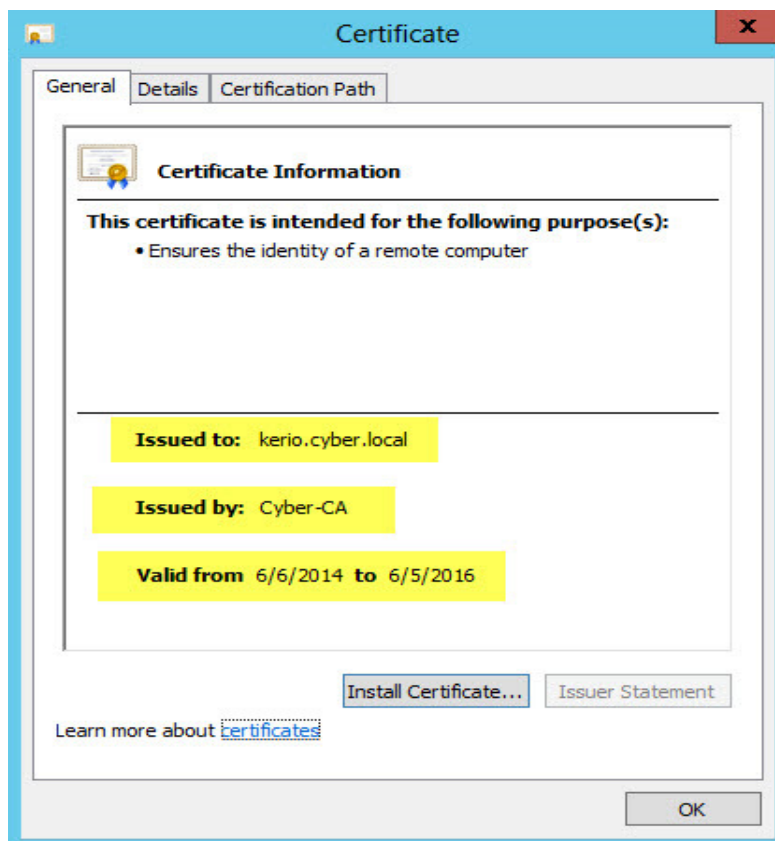 Certificate
x
General Details Certification Path
Certificate Information
This certificate is intended for the following purpose(s):
• Ensures the identity of a remote computer
Issued to: kerio.cyber.local
Issued by: Cyber-CA
Valid from 6/6/2014 to 6/5/2016
Install Certificate... Issuer Statement
Learn more about certificates
OK